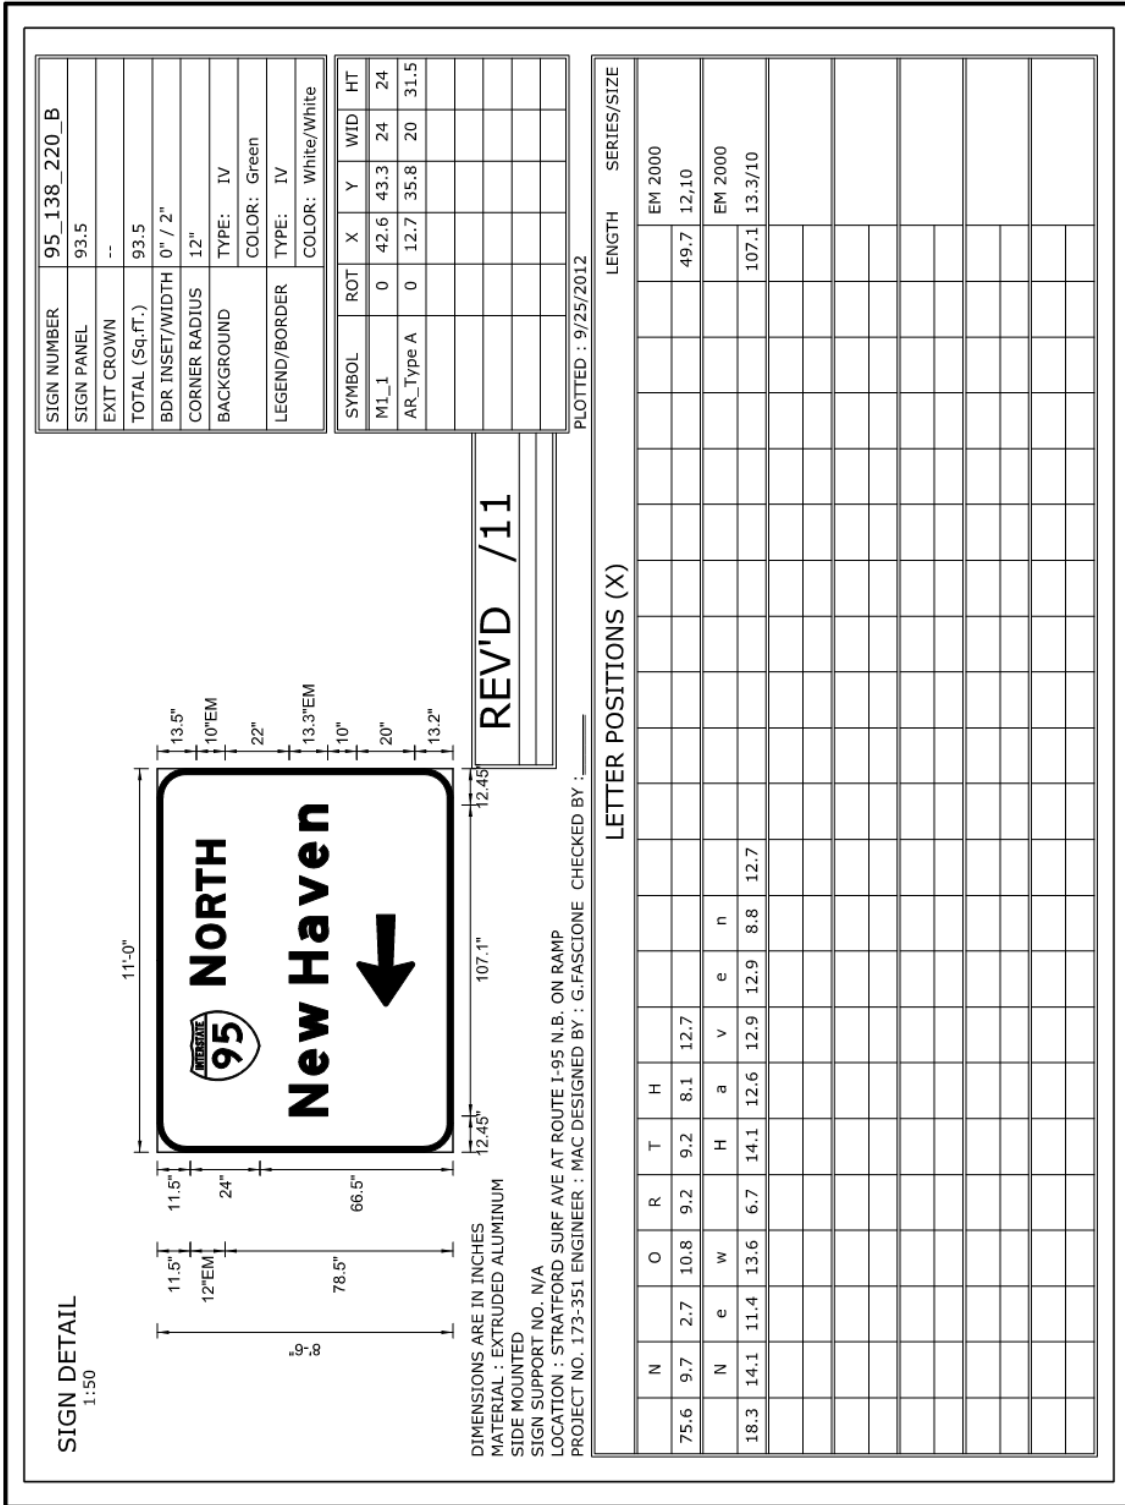 SIGN DETAIL
1:50
11'-0"
8'-6"
11.5"
12"EM
78.5"
11.5"
24"
66.5"
INTERSTATE
95 NORTH
New Haven
13.5"
10"EM
22"
13.3"EM
10"
20"
13.2"
12.45" 107.1" 12.45"
DIMENSIONS ARE IN INCHES
MATERIAL : EXTRUDED ALUMINUM
SIDE MOUNTED
SIGN SUPPORT NO. N/A
LOCATION : STRATFORD SURF AVE AT ROUTE I-95 N.B. ON RAMP
PROJECT NO. 173-351 ENGINEER : MAC DESIGNED BY : G.FASCIONE CHECKED BY :
REV'D /11
SIGN NUMBER 95_138_220_B
SIGN PANEL 93.5
EXIT CROWN --
TOTAL (Sq.fT.) 93.5
BDR INSET/WIDTH 0" / 2"
CORNER RADIUS 12"
BACKGROUND TYPE: IV
COLOR: Green
LEGEND/BORDER TYPE: IV
COLOR: White/White
SYMBOL ROT X Y WID HT
M1_1 0 42.6 43.3 24 24
AR_Type A 0 12.7 35.8 20 31.5
PLOTTED : 9/25/2012
LETTER POSITIONS (X) LENGTH SERIES/SIZE
N O R T H EM 2000
75.6 9.7 2.7 10.8 9.2 9.2 8.1 12.7 49.7 12,10
N e w H a v e n EM 2000
18.3 14.1 11.4 13.6 6.7 14.1 12.6 12.9 12.9 8.8 12.7 107.1 13.3/10